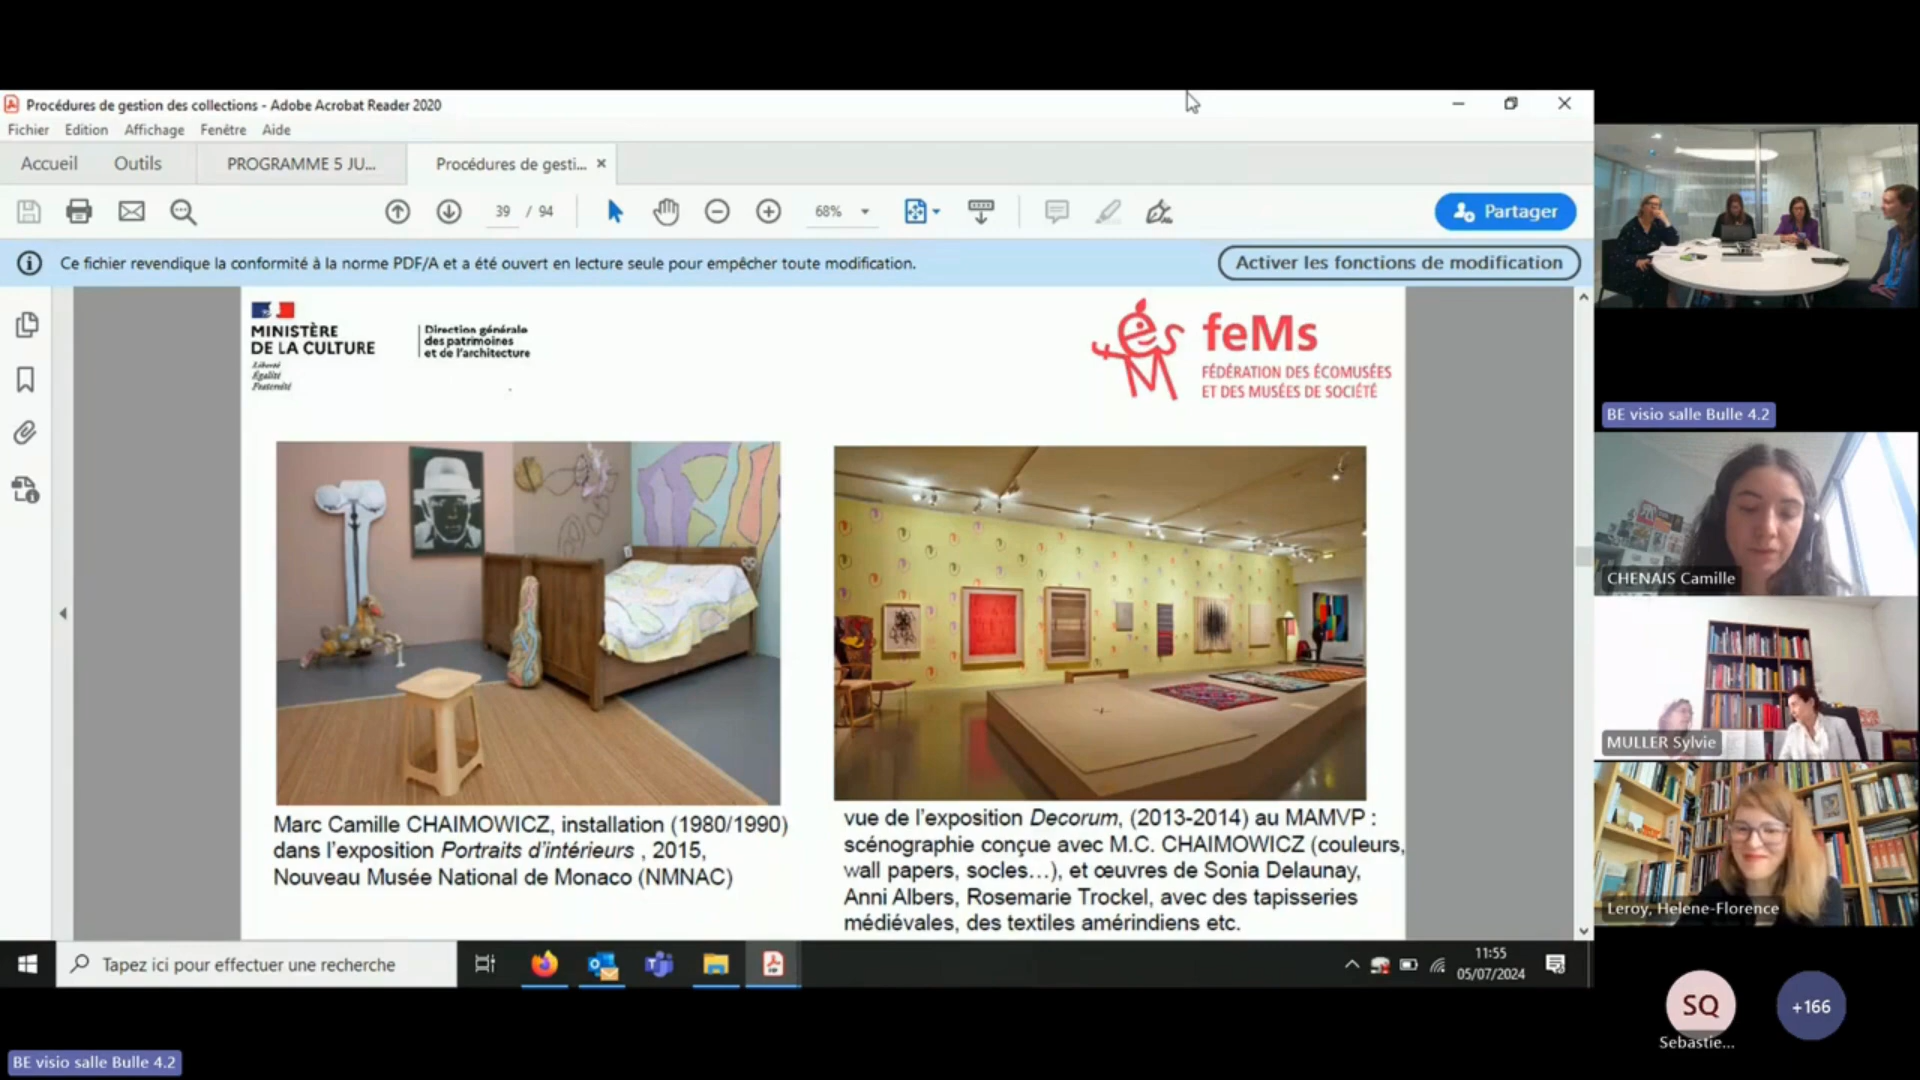 Procédures de gestion des collections - Adobe Acrobat Reader 2020
Fichier Edition Affichage Fenêtre Aide
Accueil Outils PROGRAMME 5 JU... Procédures de gesti... ×
39 / 94 68% Partager
Ce fichier revendique la conformité à la norme PDF/A et a été ouvert en lecture seule pour empêcher toute modification. Activer les fonctions de modification
MINISTÈRE
DE LA CULTURE
Liberté
Égalité
Fraternité
Direction générale
des patrimoines
et de l'architecture
feMs
FÉDÉRATION DES ÉCOMUSÉES
ET DES MUSÉES DE SOCIÉTÉ
Marc Camille CHAIMOWICZ, installation (1980/1990)
dans l'exposition Portraits d'intérieurs , 2015,
Nouveau Musée National de Monaco (NMNAC)
vue de l'exposition Decorum, (2013-2014) au MAMVP :
scénographie conçue avec M.C. CHAIMOWICZ (couleurs,
wall papers, socles...), et œuvres de Sonia Delaunay,
Anni Albers, Rosemarie Trockel, avec des tapisseries
médiévales, des textiles amérindiens etc.
Tapez ici pour effectuer une recherche
11:55
05/07/2024
BE visio salle Bulle 4.2
CHENAIS Camille
MULLER Sylvie
Leroy, Helene-Florence
SQ
+166
Sebastie...
BE visio salle Bulle 4.2